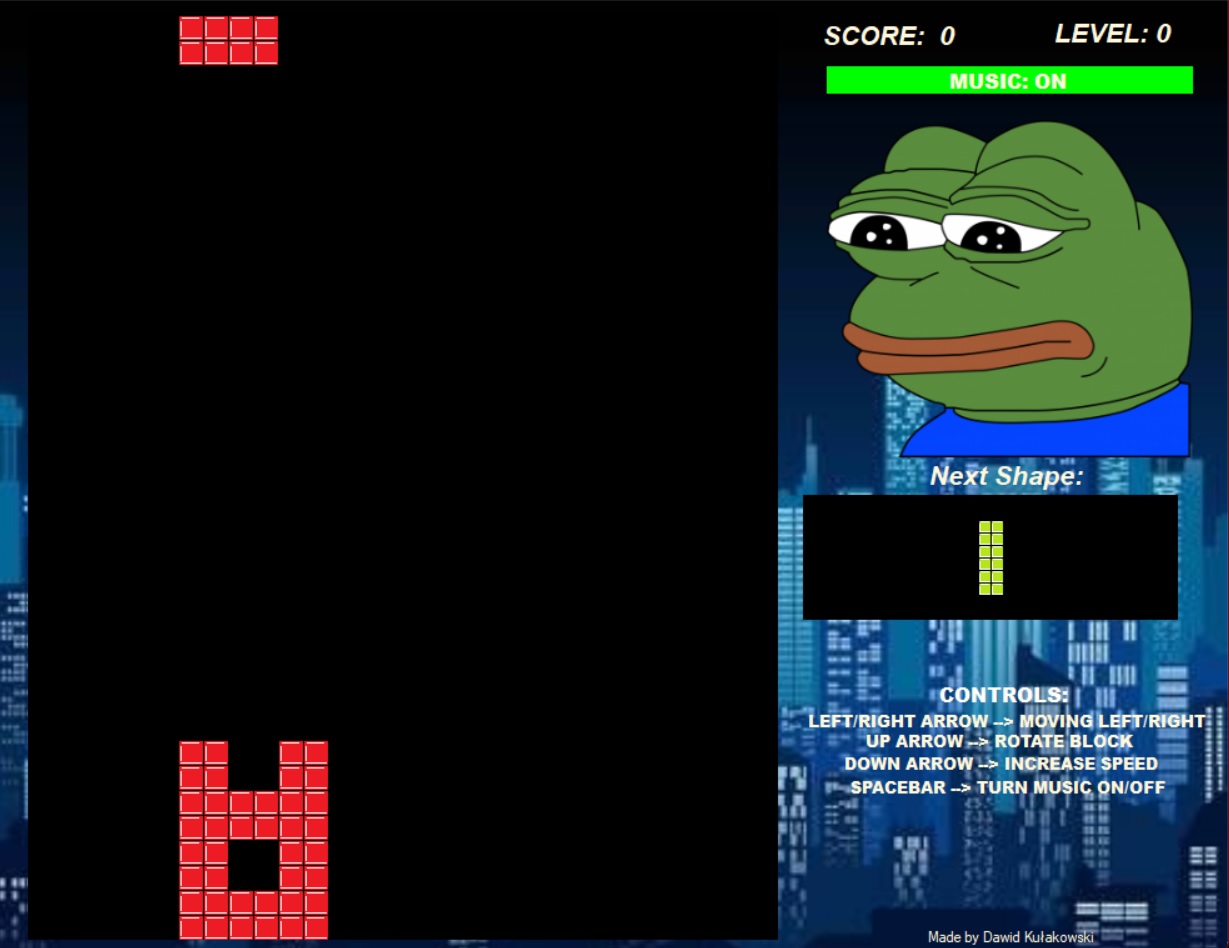 SCORE: 0
LEVEL: 0
MUSIC: ON
Next Shape:
CONTROLS:
LEFT/RIGHT ARROW --> MOVING LEFT/RIGHT
UP ARROW --> ROTATE BLOCK
DOWN ARROW --> INCREASE SPEED
SPACEBAR --> TURN MUSIC ON/OFF
Made by Dawid Kułakowski